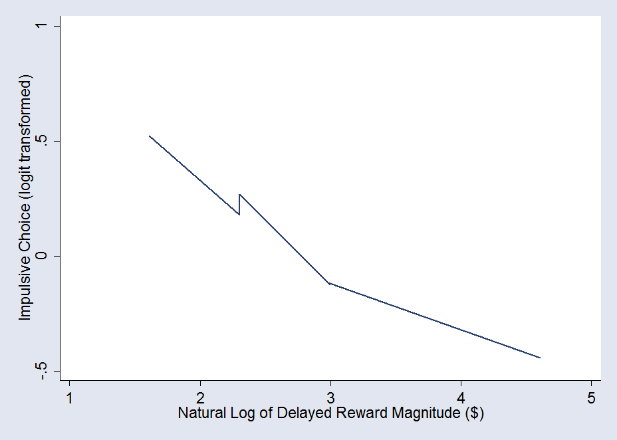 Impulsive Choice (logit transformed)
1
.5
0
-.5
1 2 3 4 5
Natural Log of Delayed Reward Magnitude ($)